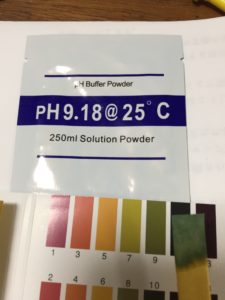 pH Buffer Powder
PH9.18@25°C
250ml Solution Powder
1 3 5 7 9
2 4 6 8 10